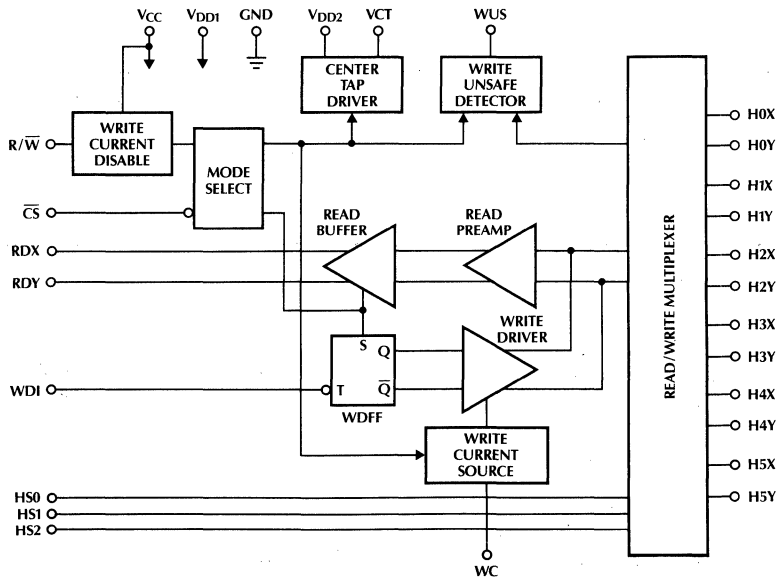 VCC VDD1 GND VDD2 VCT WUS
CENTER
TAP
DRIVER
WRITE
UNSAFE
DETECTOR
R/W̅
WRITE
CURRENT
DISABLE
MODE
SELECT
C̅S̅
READ
BUFFER
READ
PREAMP
RDX
RDY
WRITE
DRIVER
S
Q
T
Q̅
WDI
WDFF
WRITE
CURRENT
SOURCE
HS0
HS1
HS2
WC
READ/WRITE MULTIPLEXER
H0X
H0Y
H1X
H1Y
H2X
H2Y
H3X
H3Y
H4X
H4Y
H5X
H5Y